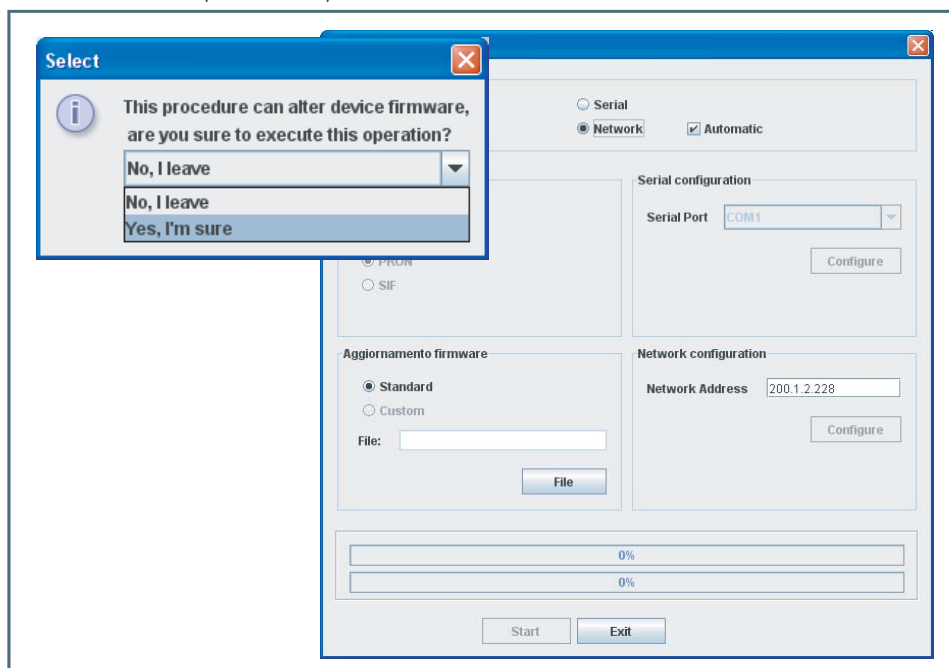 Select
This procedure can alter device firmware,
are you sure to execute this operation?
No, I leave
No, I leave
Yes, I'm sure
Serial
Network
Automatic
PRON
SIF
Serial configuration
Serial Port COM1
Configure
Aggiornamento firmware
Standard
Custom
File:
File
Network configuration
Network Address 200.1.2.228
Configure
0%
0%
Start
Exit